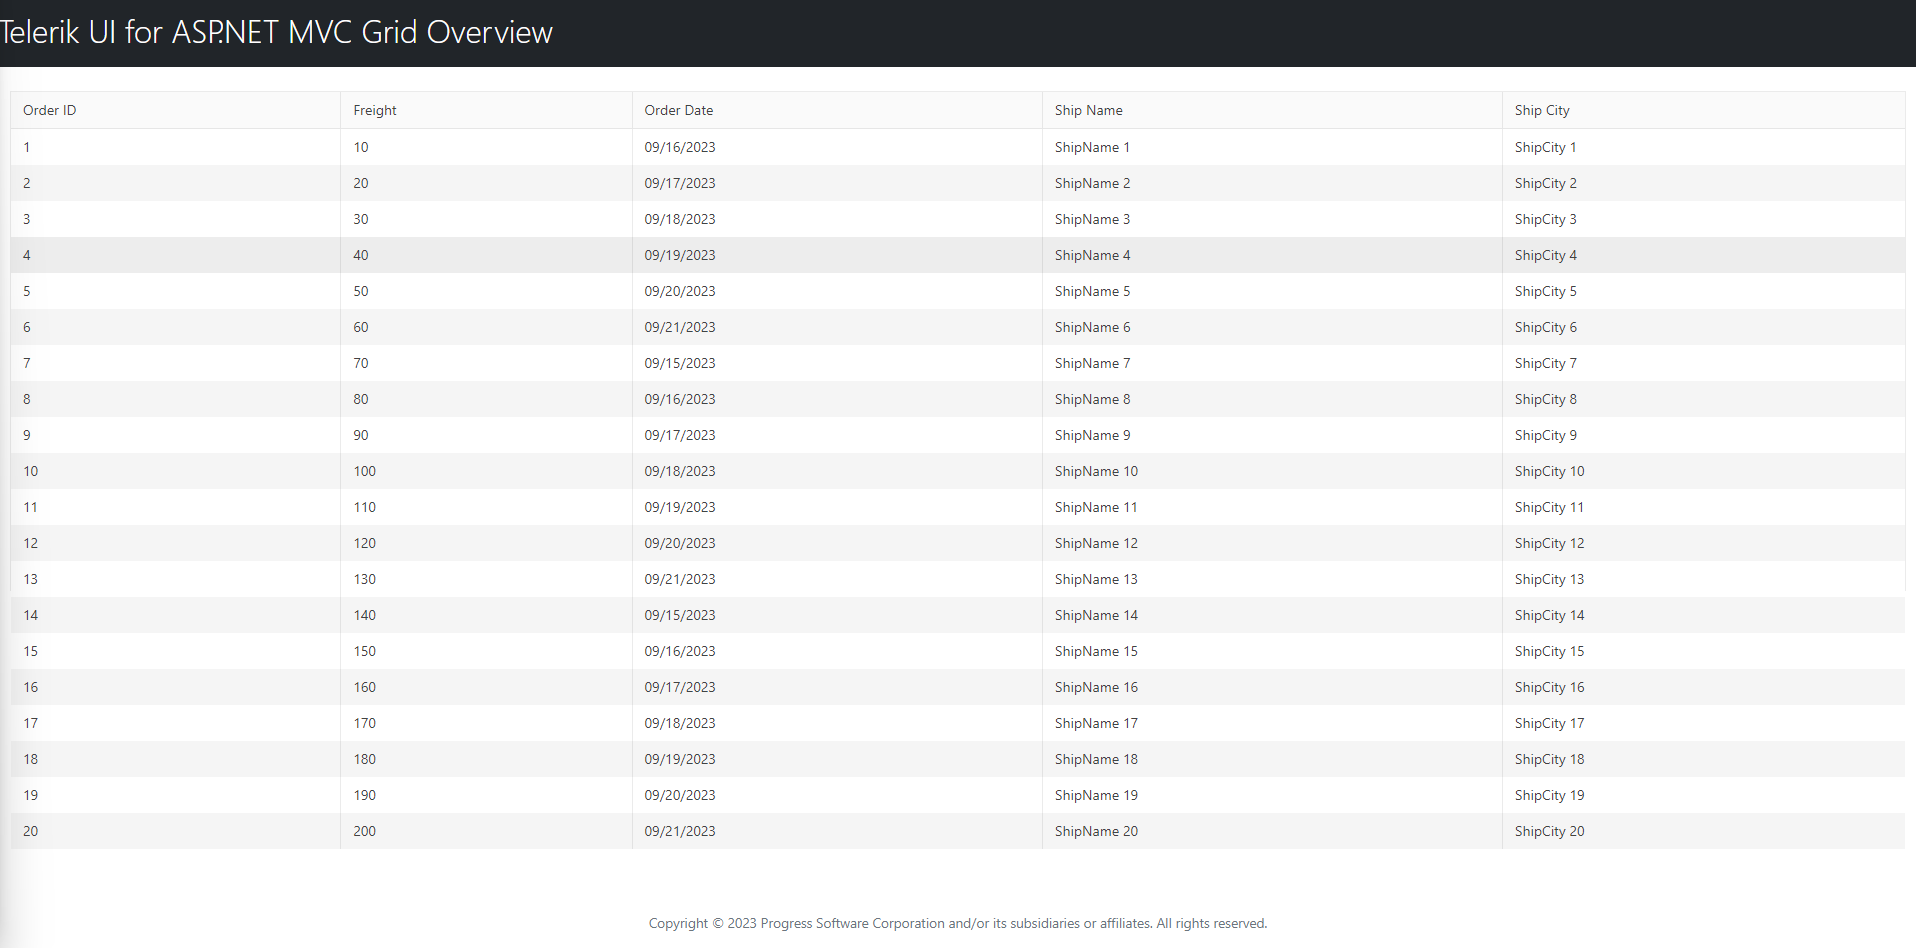 Telerik UI for ASP.NET MVC Grid Overview
Order ID Freight Order Date Ship Name Ship City
1 10 09/16/2023 ShipName 1 ShipCity 1
2 20 09/17/2023 ShipName 2 ShipCity 2
3 30 09/18/2023 ShipName 3 ShipCity 3
4 40 09/19/2023 ShipName 4 ShipCity 4
5 50 09/20/2023 ShipName 5 ShipCity 5
6 60 09/21/2023 ShipName 6 ShipCity 6
7 70 09/15/2023 ShipName 7 ShipCity 7
8 80 09/16/2023 ShipName 8 ShipCity 8
9 90 09/17/2023 ShipName 9 ShipCity 9
10 100 09/18/2023 ShipName 10 ShipCity 10
11 110 09/19/2023 ShipName 11 ShipCity 11
12 120 09/20/2023 ShipName 12 ShipCity 12
13 130 09/21/2023 ShipName 13 ShipCity 13
14 140 09/15/2023 ShipName 14 ShipCity 14
15 150 09/16/2023 ShipName 15 ShipCity 15
16 160 09/17/2023 ShipName 16 ShipCity 16
17 170 09/18/2023 ShipName 17 ShipCity 17
18 180 09/19/2023 ShipName 18 ShipCity 18
19 190 09/20/2023 ShipName 19 ShipCity 19
20 200 09/21/2023 ShipName 20 ShipCity 20
Copyright © 2023 Progress Software Corporation and/or its subsidiaries or affiliates. All rights reserved.